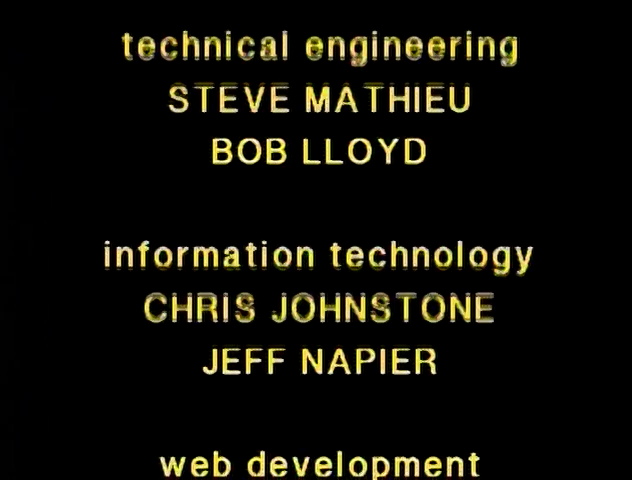 technical engineering
STEVE MATHIEU
BOB LLOYD
information technology
CHRIS JOHNSTONE
JEFF NAPIER
web development